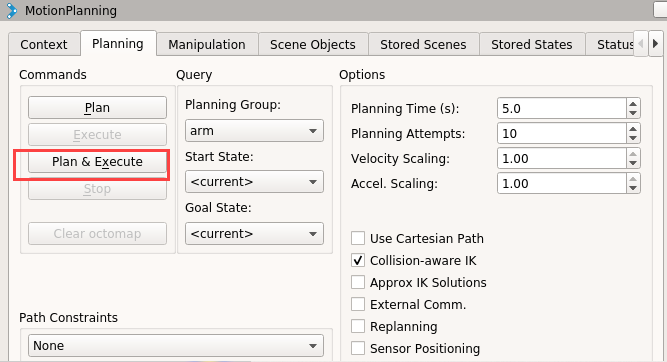 MotionPlanning
Context Planning Manipulation Scene Objects Stored Scenes Stored States Status
Commands
Plan
Execute
Plan & Execute
Stop
Clear octomap
Query
Planning Group:
arm
Start State:
<current>
Goal State:
<current>
Options
Planning Time (s): 5.0
Planning Attempts: 10
Velocity Scaling: 1.00
Accel. Scaling: 1.00
Use Cartesian Path
Collision-aware IK
Approx IK Solutions
External Comm.
Replanning
Sensor Positioning
Path Constraints
None